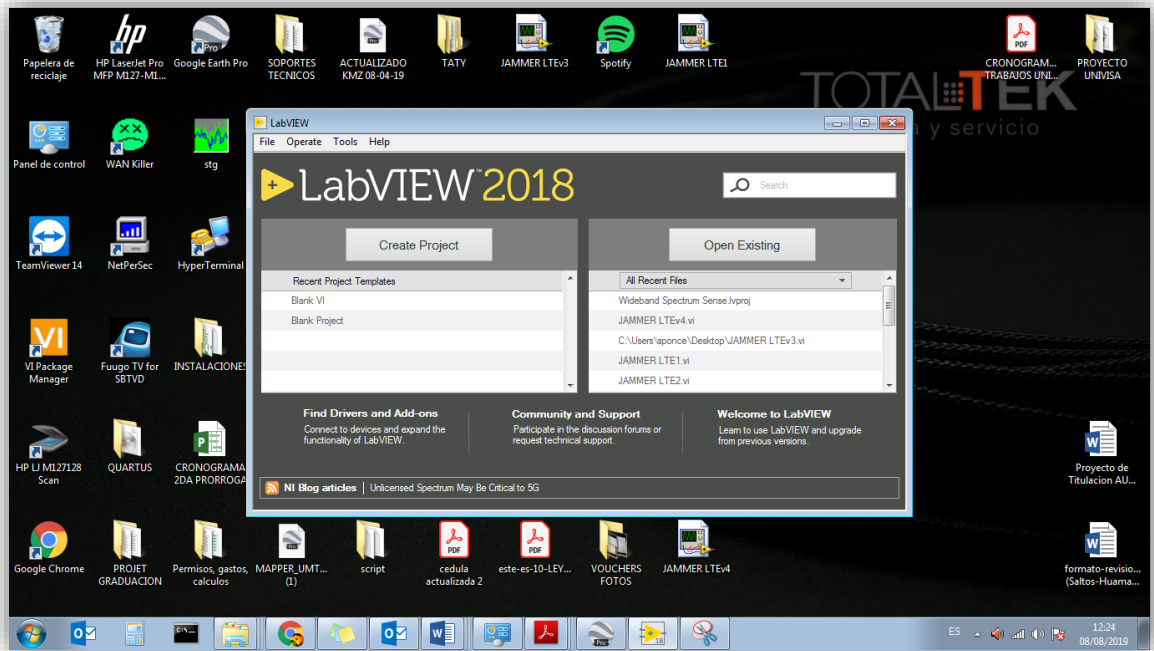 Papelera de
reciclaje
HP LaserJet Pro
MFP M127-M1...
Google Earth Pro
SOPORTES
TECNICOS
ACTUALIZADO
KMZ 08-04-19
TATY
JAMMER LTEv3
Spotify
JAMMER LTE1
CRONOGRAM...
TRABAJOS UNI...
PROYECTO
UNIVISA
TOTALTEK
a y servicio
Panel de control
WAN Killer
stg
TeamViewer 14
NetPerSec
HyperTerminal
VI Package
Manager
Fuugo TV for
SBTVD
INSTALACIONES
HP LJ M127128
Scan
QUARTUS
CRONOGRAMA
2DA PRORROGA
LabVIEW
File Operate Tools Help
LabVIEW™ 2018
Search
Create Project
Open Existing
Recent Project Templates
Blank VI
Blank Project
All Recent Files
Wideband Spectrum Sense.lvproj
JAMMER LTEv4.vi
C:\Users\sponce\Desktop\JAMMER LTEv3.vi
JAMMER LTE1.vi
JAMMER LTE2.vi
Find Drivers and Add-ons
Connect to devices and expand the
functionality of LabVIEW.
Community and Support
Participate in the discussion forums or
request technical support.
Welcome to LabVIEW
Learn to use LabVIEW and upgrade
from previous versions.
NI Blog articles | Unlicensed Spectrum May Be Critical to 5G
Proyecto de
Titulacion AU...
Google Chrome
PROJET
GRADUACION
Permisos, gastos,
calculos
MAPPER_UMT...
(1)
script
cedula
actualizada 2
este-es-10-LEY...
VOUCHERS
FOTOS
JAMMER LTEv4
formato-revisio...
(Saltos-Huama...
ES
12:24
08/08/2019